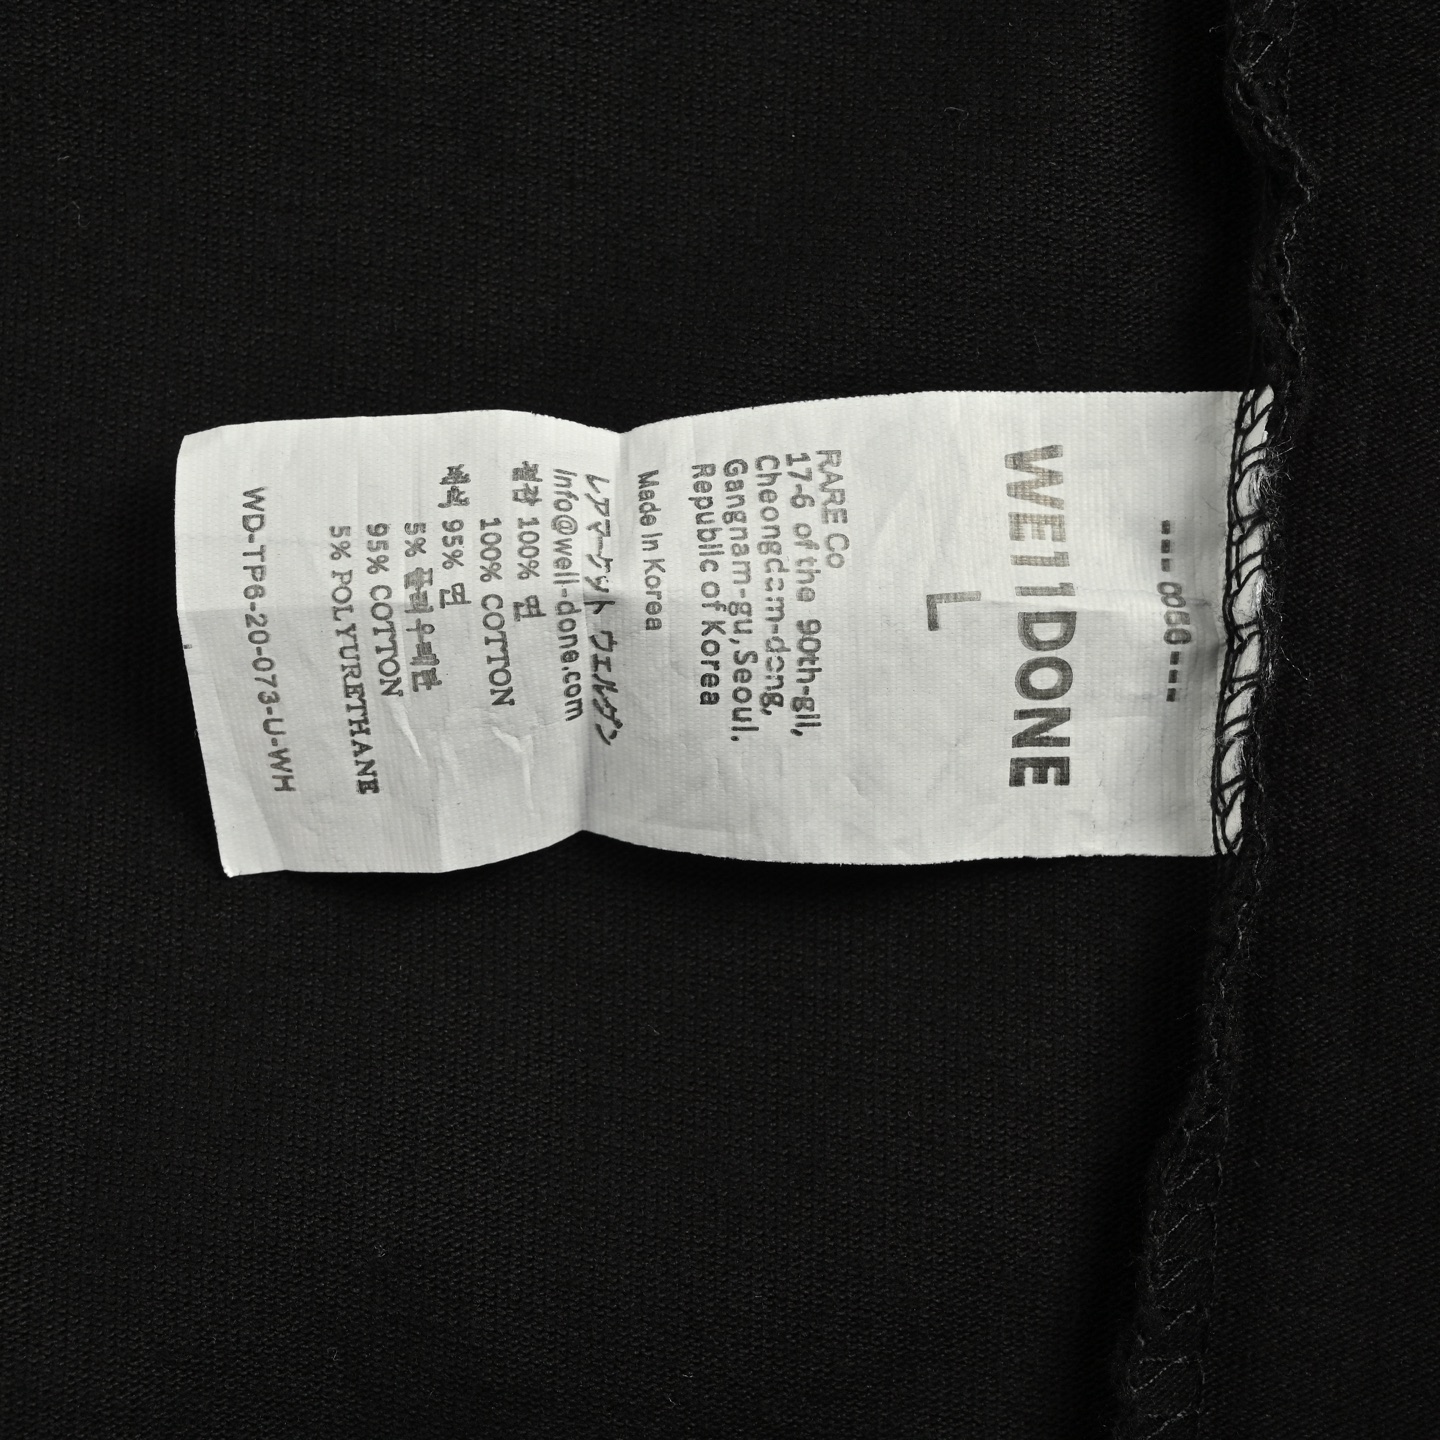 ---0050---
WE11DONE
L
RARE Co
17-6 of the 90th-gil,
Cheongdam-dong,
Gangnam-gu, Seoul,
Republic of Korea
Made In Korea
レアマーケット ウェルダン
Info@well-done.com
겉감 100% 면
100% COTTON
배색 95% 면
5% 폴리우레탄
95% COTTON
5% POLYURETHANE
WD-TP6-20-073-U-WH